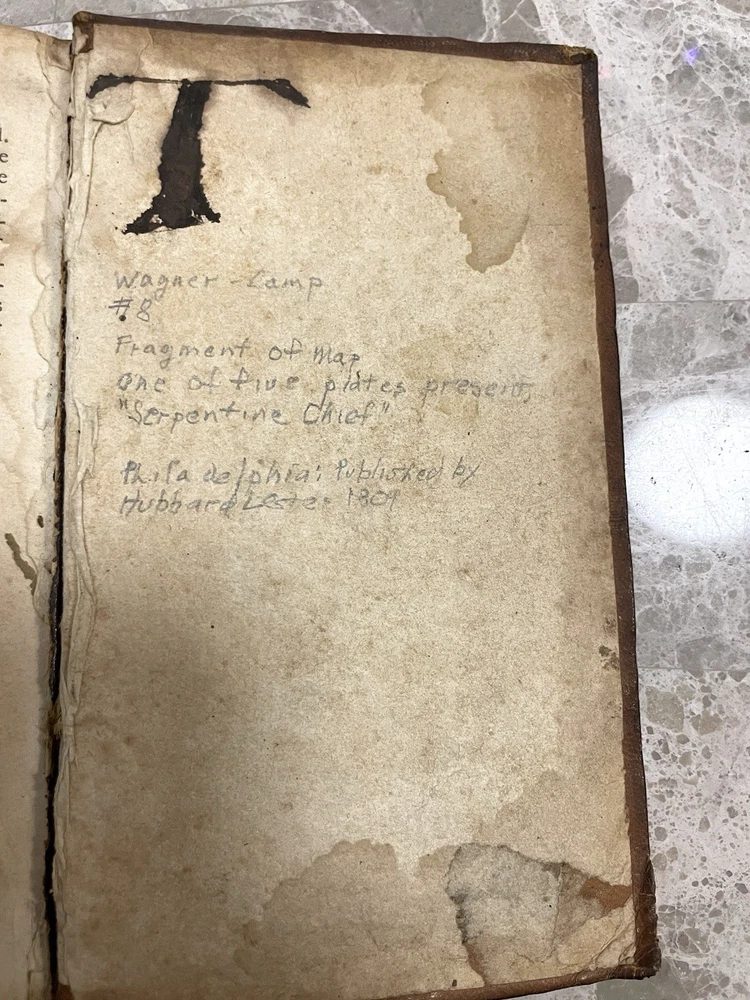 T
Wagner-Camp
#8
Fragment of Map
one of five plates present,
"Serpentine Chief"
Philadelphia; Published by
Hubbard Lester 1809
l.
e
e
-
-
s